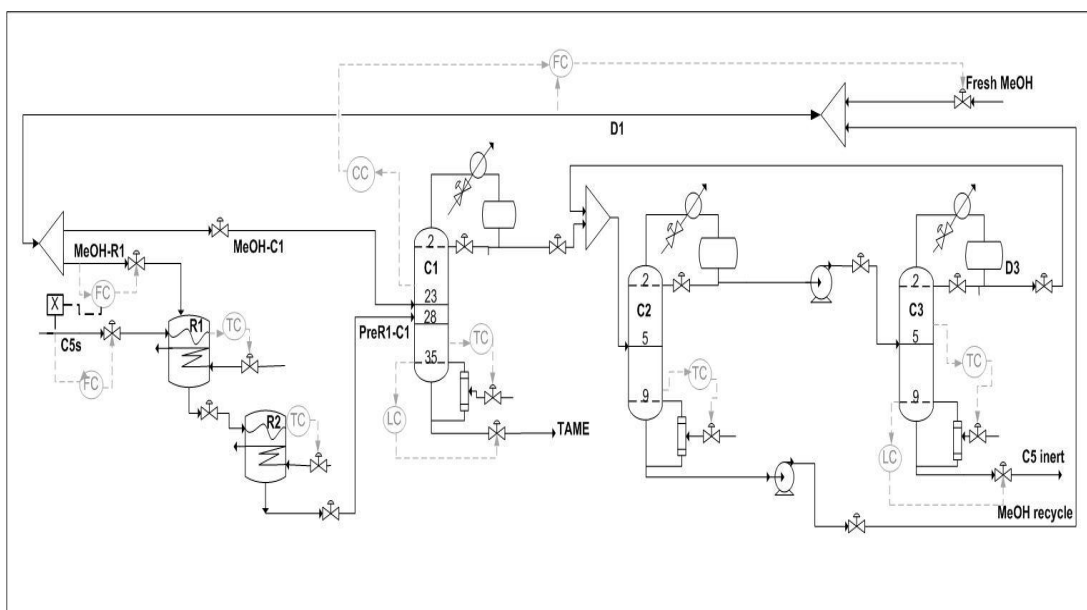 FC
Fresh MeOH
D1
CC
2
C1
23
28
35
MeOH-C1
MeOH-R1
FC
X
C5s
FC
R1
TC
R2
TC
PreR1-C1
TC
LC
TAME
2
C2
5
9
TC
2
C3
5
9
D3
TC
LC
C5 inert
MeOH recycle